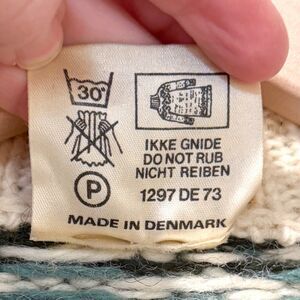 30°
IKKE GNIDE
DO NOT RUB
NICHT REIBEN
P
1297 DE 73
MADE IN DENMARK